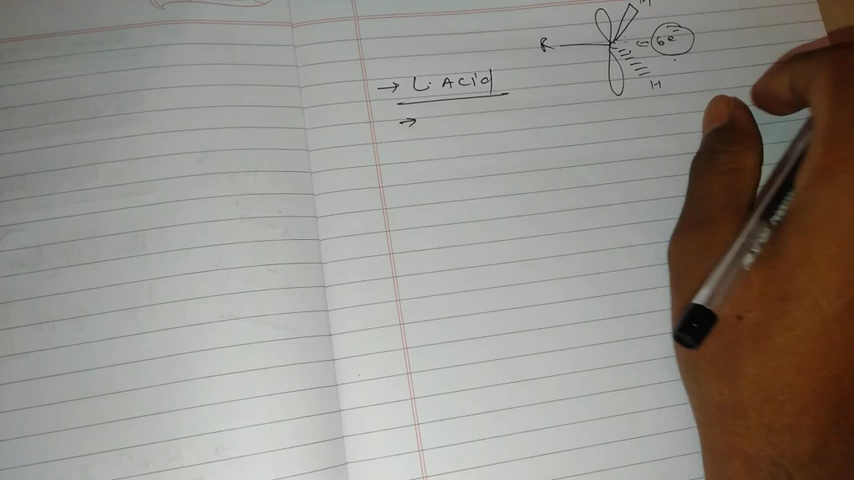 R
6e⁻
H
→ L. Acid
→